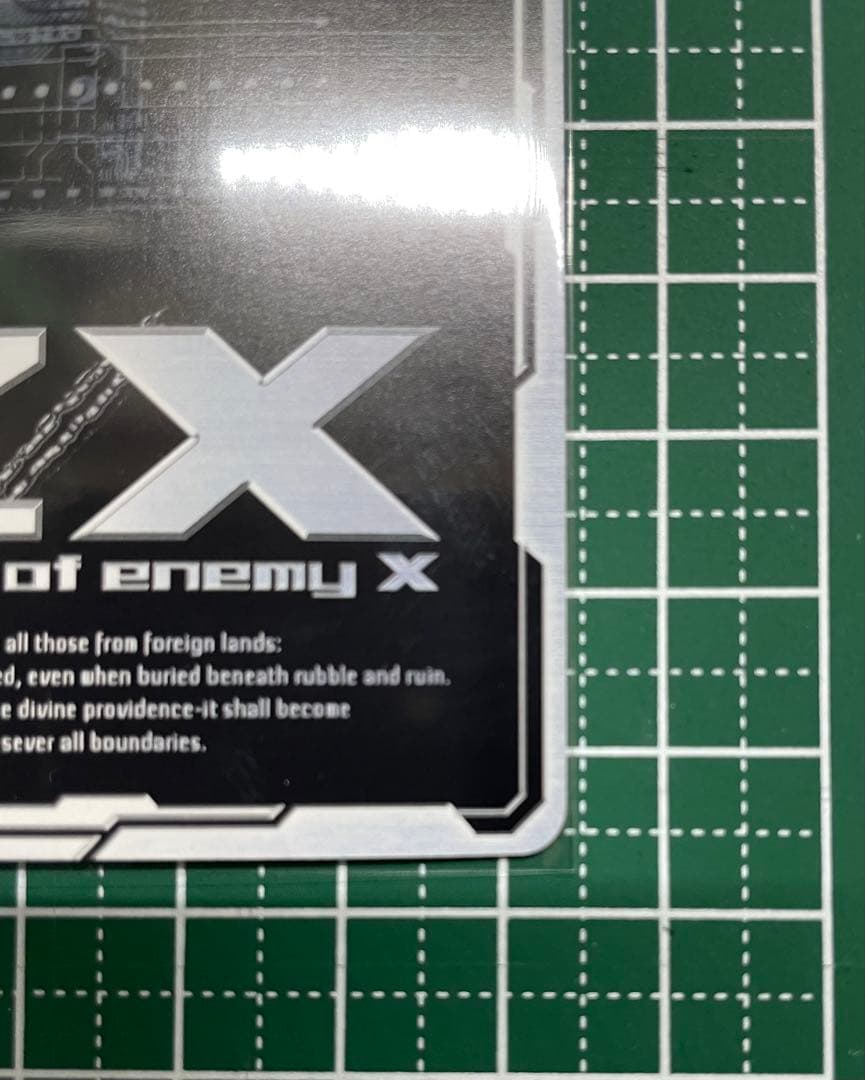 ZX
of enemy X
all those from foreign lands:
ed, even when buried beneath rubble and ruin.
e divine providence-it shall become
sever all boundaries.